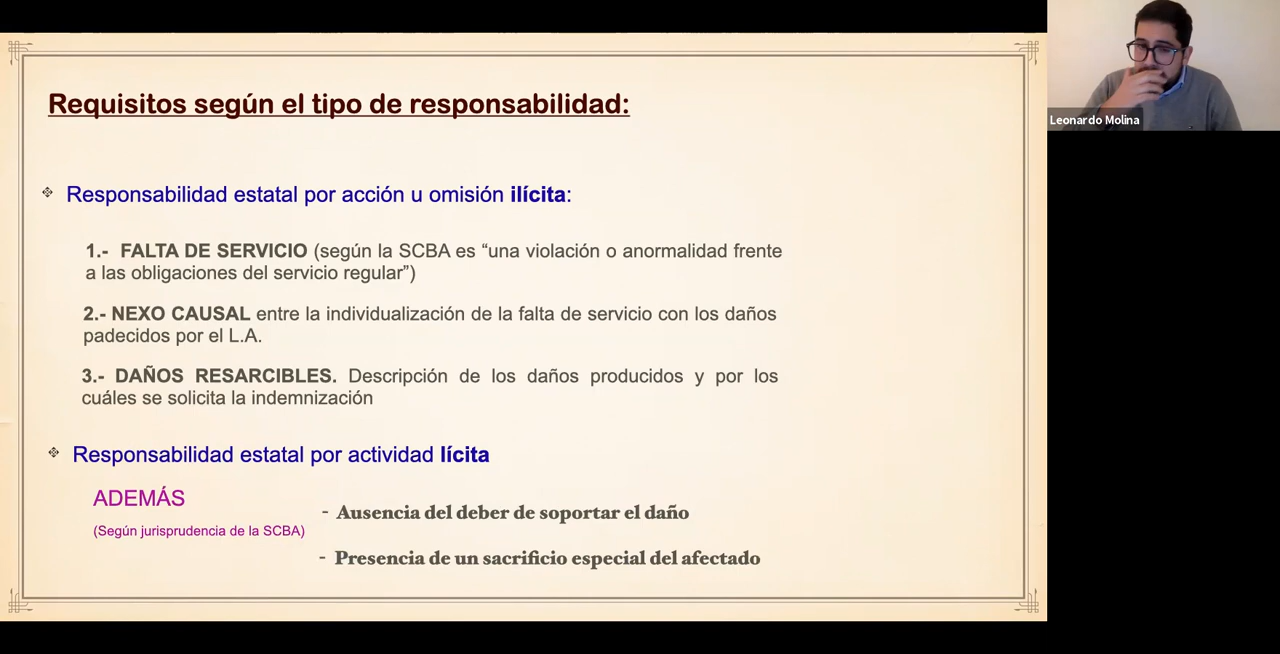 Requisitos según el tipo de responsabilidad:
Responsabilidad estatal por acción u omisión ilícita:
1.- FALTA DE SERVICIO (según la SCBA es “una violación o anormalidad frente
a las obligaciones del servicio regular”)
2.- NEXO CAUSAL entre la individualización de la falta de servicio con los daños
padecidos por el L.A.
3.- DAÑOS RESARCIBLES. Descripción de los daños producidos y por los
cuáles se solicita la indemnización
Responsabilidad estatal por actividad lícita
ADEMÁS
(Según jurisprudencia de la SCBA)
- Ausencia del deber de soportar el daño
- Presencia de un sacrificio especial del afectado
Leonardo Molina